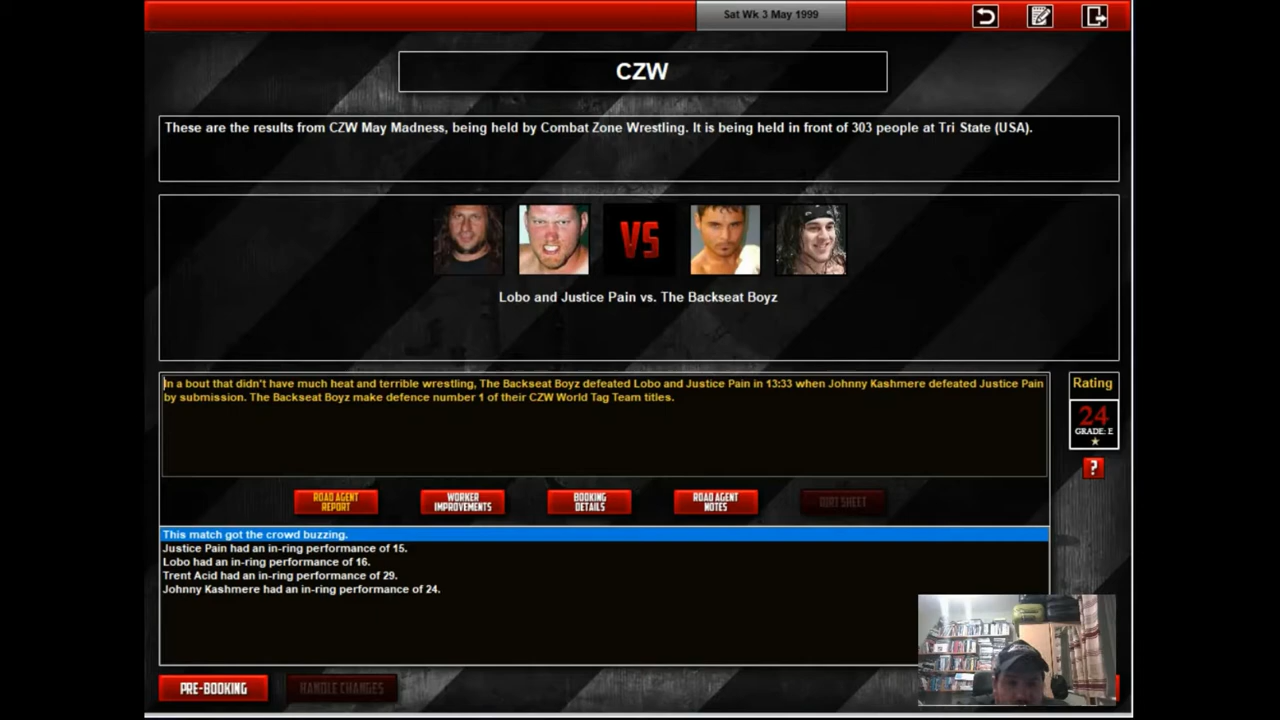 Sat Wk 3 May 1999
CZW
These are the results from CZW May Madness, being held by Combat Zone Wrestling. It is being held in front of 303 people at Tri State (USA).
VS
Lobo and Justice Pain vs. The Backseat Boyz
In a bout that didn't have much heat and terrible wrestling, The Backseat Boyz defeated Lobo and Justice Pain in 13:33 when Johnny Kashmere defeated Justice Pain
by submission. The Backseat Boyz make defence number 1 of their CZW World Tag Team titles.
Rating
24
GRADE: E
?
ROAD AGENT
REPORT
WORKER
IMPROVEMENTS
BOOKING
DETAILS
ROAD AGENT
NOTES
DIRT SHEET
This match got the crowd buzzing.
Justice Pain had an in-ring performance of 15.
Lobo had an in-ring performance of 16.
Trent Acid had an in-ring performance of 29.
Johnny Kashmere had an in-ring performance of 24.
PRE-BOOKING
HANDLE CHANGES